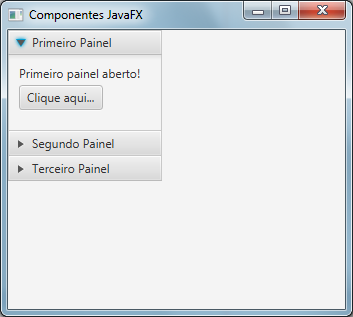 Componentes JavaFX
Primeiro Painel
Primeiro painel aberto!
Clique aqui...
Segundo Painel
Terceiro Painel